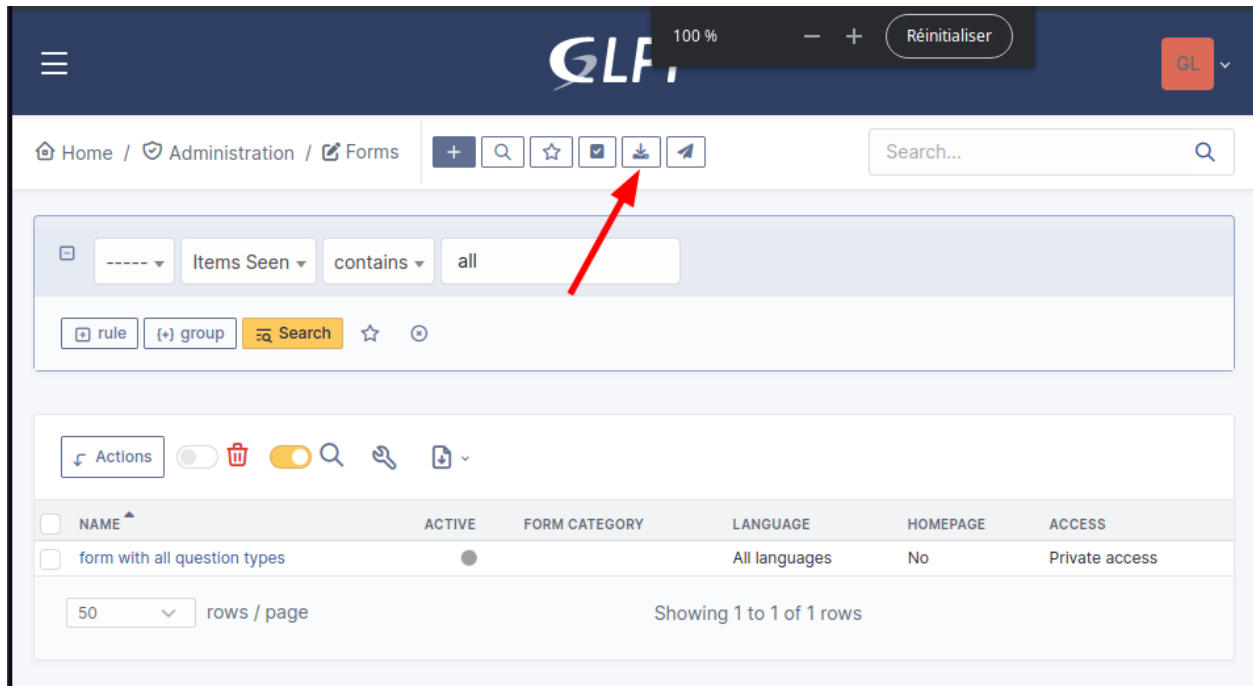 100 %
Réinitialiser
GLPI
GL
Home / Administration / Forms
Search...
-----
Items Seen
contains
all
rule
group
Search
Actions
NAME ACTIVE FORM CATEGORY LANGUAGE HOMEPAGE ACCESS
form with all question types All languages No Private access
50 rows / page Showing 1 to 1 of 1 rows